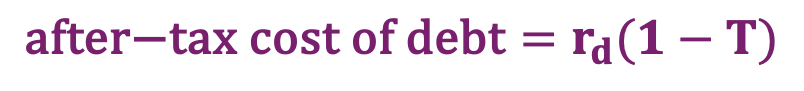 after−tax cost of debt = r_d(1 − T)